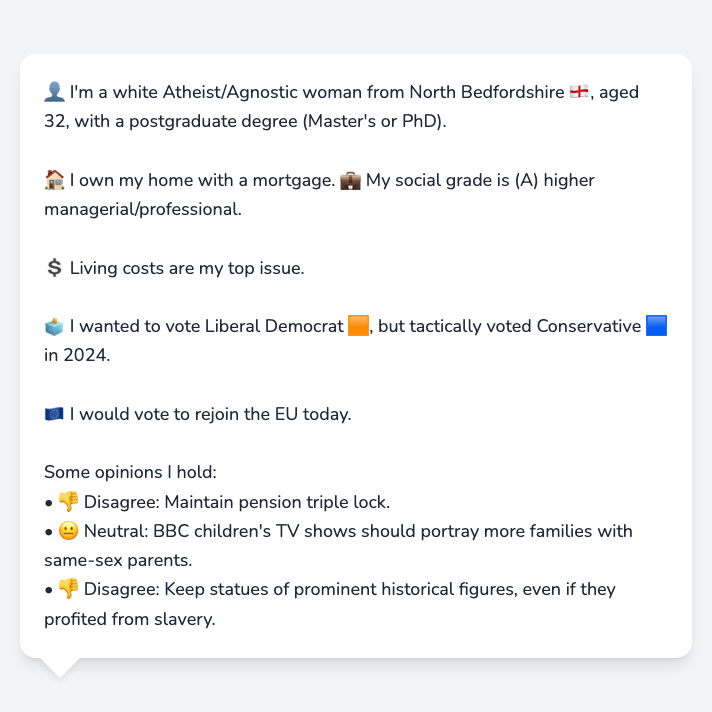 👤 I'm a white Atheist/Agnostic woman from North Bedfordshire 🏴󠁧󠁢󠁥󠁮󠁧󠁿, aged
32, with a postgraduate degree (Master's or PhD).
🏠 I own my home with a mortgage. 💼 My social grade is (A) higher
managerial/professional.
💲 Living costs are my top issue.
🗳️ I wanted to vote Liberal Democrat 🟧, but tactically voted Conservative 🟦
in 2024.
🇪🇺 I would vote to rejoin the EU today.
Some opinions I hold:
• 👎 Disagree: Maintain pension triple lock.
• 😐 Neutral: BBC children's TV shows should portray more families with
same-sex parents.
• 👎 Disagree: Keep statues of prominent historical figures, even if they
profited from slavery.